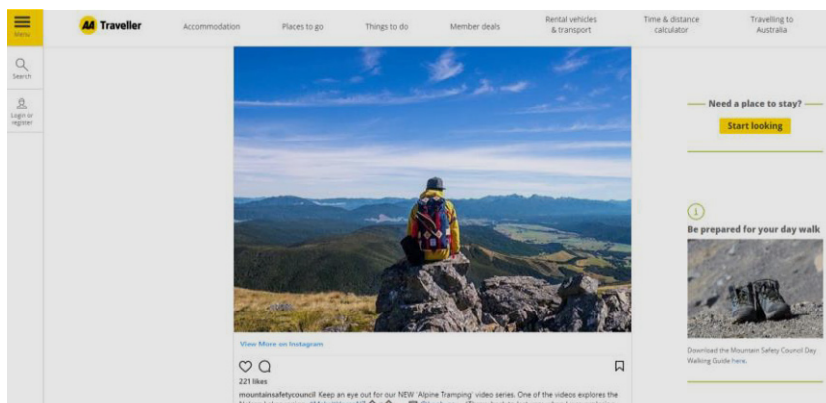 Menu
Search
Login or
register
AA Traveller
Accommodation
Places to go
Things to do
Member deals
Rental vehicles
& transport
Time & distance
calculator
Travelling to
Australia
View More on Instagram
221 likes
mountainsafetycouncil Keep an eye out for our NEW 'Alpine Tramping' video series. One of the videos explores the
Need a place to stay?
Start looking
i
Be prepared for your day walk
Download the Mountain Safety Council Day
Walking Guide here.